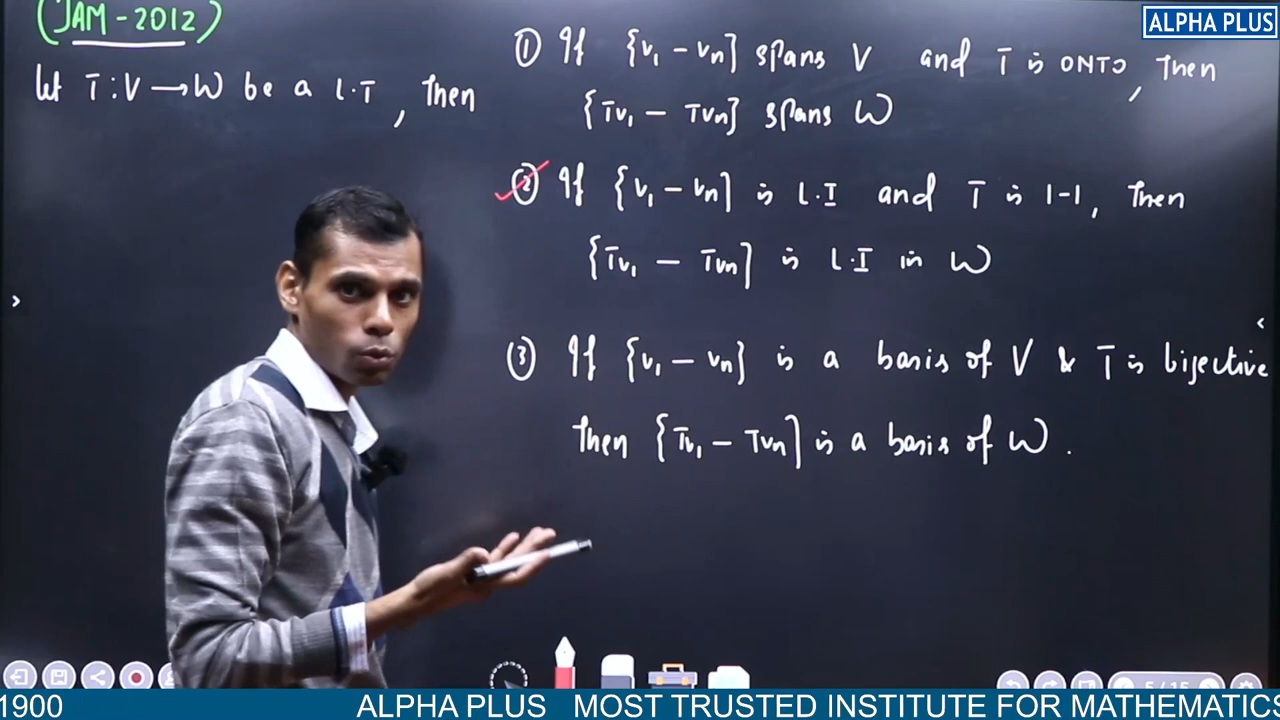 (JAM-2012)
Let T:V→W be a L.T, then
① If {v₁ – vₙ} spans V and T is ONTO, then
{Tv₁ – Tvₙ} spans W
② If {v₁ – vₙ} is L.I and T is 1-1, then
{Tv₁ – Tvₙ} is L.I in W
③ If {v₁ – vₙ} is a basis of V & T is bijective
then {Tv₁ – Tvₙ} is a basis of W.
ALPHA PLUS
5/15
1900 ALPHA PLUS MOST TRUSTED INSTITUTE FOR MATHEMATICS